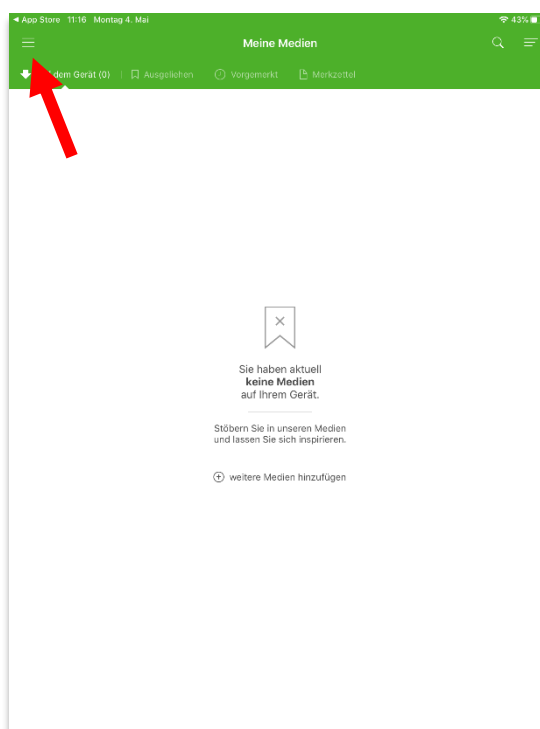 App Store 11:16 Montag 4. Mai 43%
Meine Medien
dem Gerät (0) Ausgeliehen Vorgemerkt Merkzettel
Sie haben aktuell
keine Medien
auf Ihrem Gerät.
Stöbern Sie in unseren Medien
und lassen Sie sich inspirieren.
weitere Medien hinzufügen